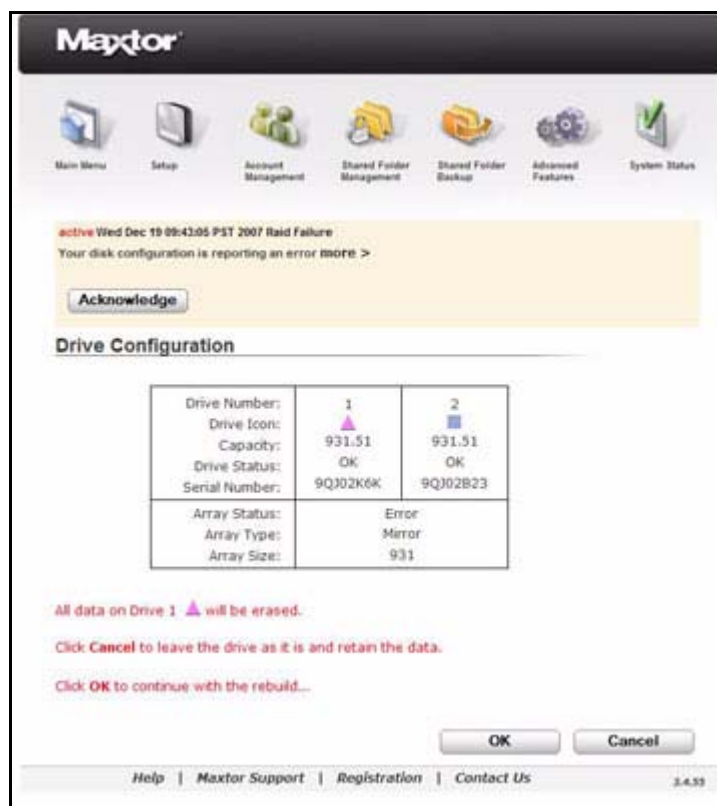 Maxtor
Main Menu
Setup
Account Management
Shared Folder Management
Shared Folder Backup
Advanced Features
System Status
active Wed Dec 19 09:43:05 PST 2007 Raid Failure
Your disk configuration is reporting an error more >
Acknowledge
Drive Configuration
Drive Number: 1 2
Drive Icon:
Capacity: 931.51 931.51
Drive Status: OK OK
Serial Number: 9QJ02K6K 9QJ02B23
Array Status: Error
Array Type: Mirror
Array Size: 931
All data on Drive 1 will be erased.
Click Cancel to leave the drive as it is and retain the data.
Click OK to continue with the rebuild...
OK Cancel
Help | Maxtor Support | Registration | Contact Us